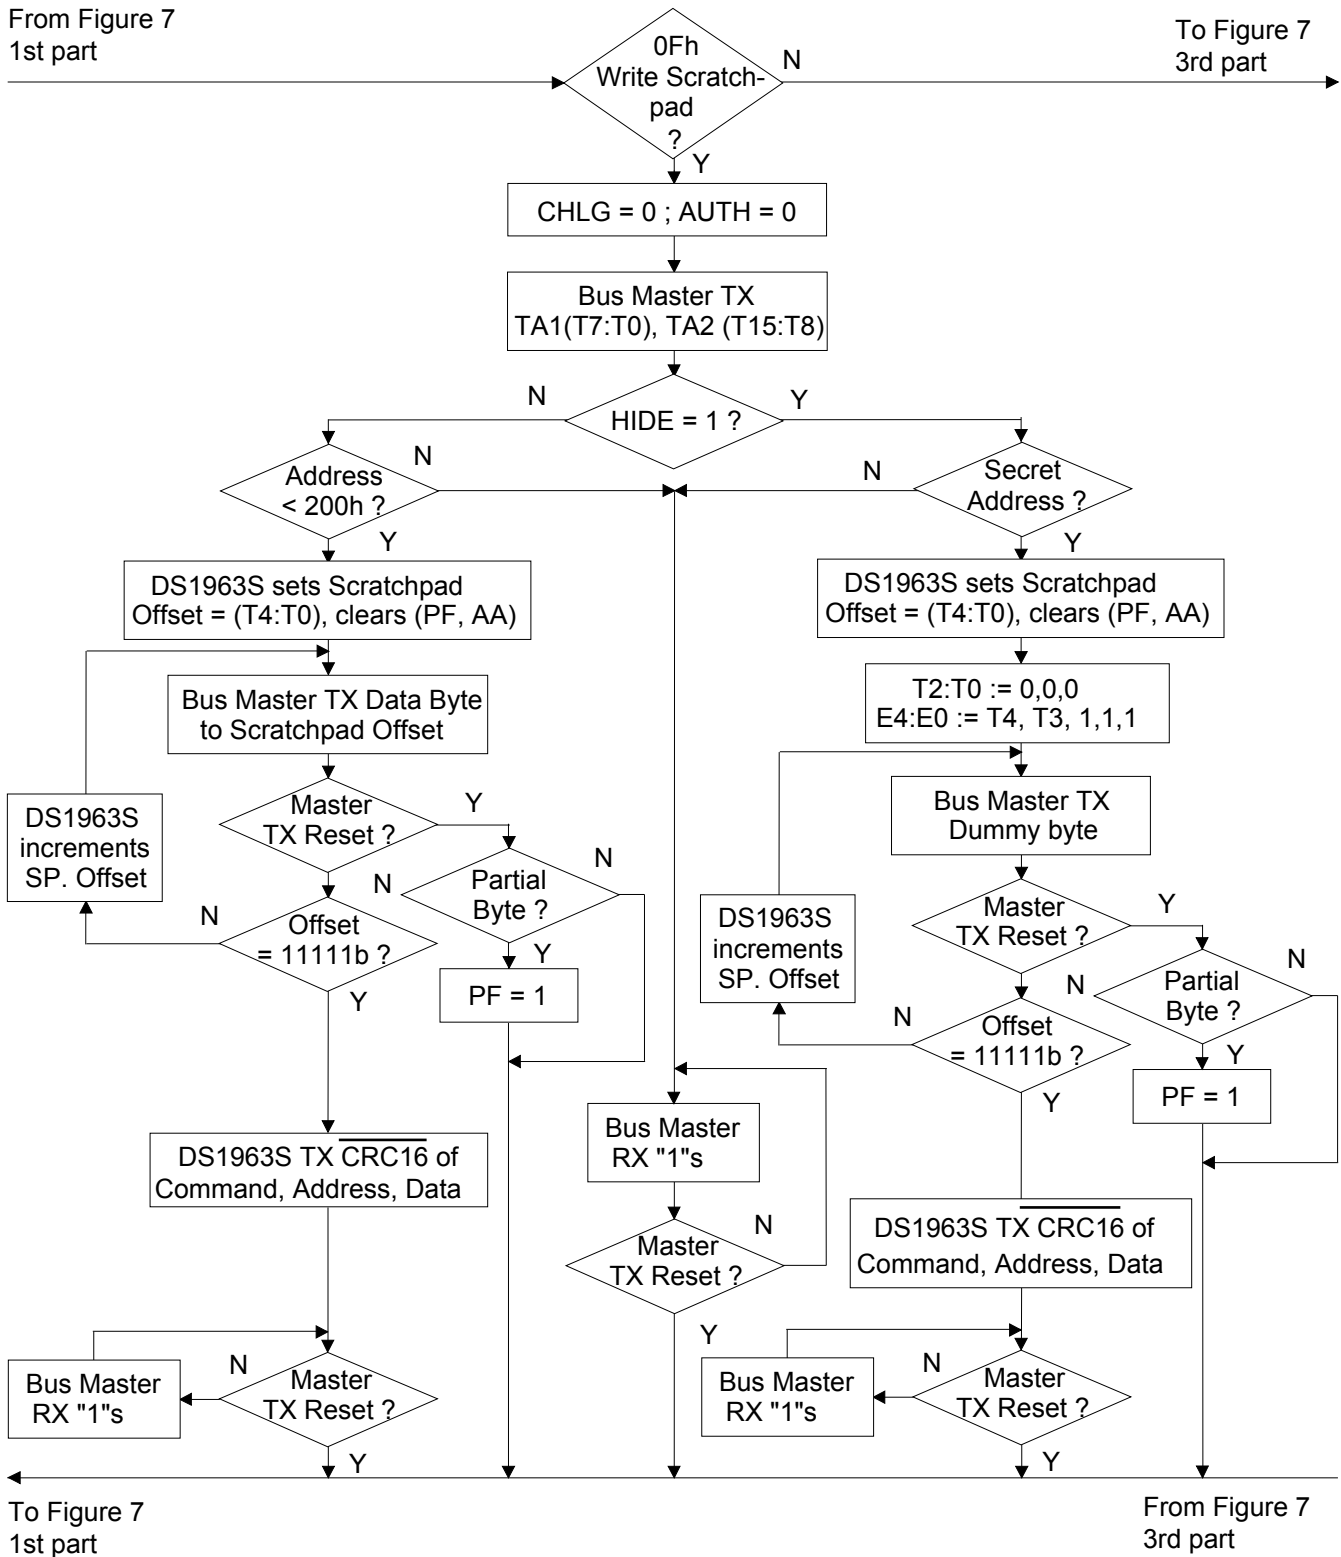 From Figure 7
1st part
0Fh
Write Scratch-
pad
?
N
To Figure 7
3rd part
Y
CHLG = 0 ; AUTH = 0
Bus Master TX
TA1(T7:T0), TA2 (T15:T8)
HIDE = 1 ?
N
Y
Address
< 200h ?
N
Y
Secret
Address ?
N
Y
DS1963S sets Scratchpad
Offset = (T4:T0), clears (PF, AA)
Bus Master TX Data Byte
to Scratchpad Offset
Master
TX Reset ?
Y
N
DS1963S
increments
SP. Offset
Partial
Byte ?
N
Y
Offset
= 11111b ?
N
Y
PF = 1
DS1963S TX CRC16 of
Command, Address, Data
Master
TX Reset ?
N
Y
Bus Master
RX "1"s
Bus Master
RX "1"s
Master
TX Reset ?
N
Y
DS1963S sets Scratchpad
Offset = (T4:T0), clears (PF, AA)
T2:T0 := 0,0,0
E4:E0 := T4, T3, 1,1,1
Bus Master TX
Dummy byte
Master
TX Reset ?
Y
N
DS1963S
increments
SP. Offset
Partial
Byte ?
N
Y
Offset
= 11111b ?
N
Y
PF = 1
DS1963S TX CRC16 of
Command, Address, Data
Master
TX Reset ?
N
Y
Bus Master
RX "1"s
To Figure 7
1st part
From Figure 7
3rd part